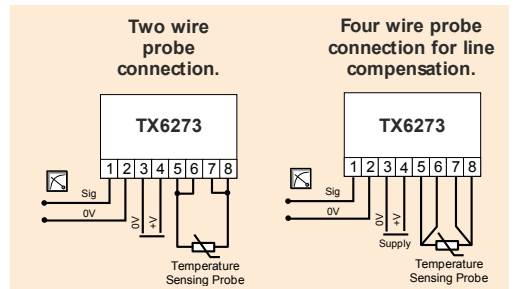 Two wire
probe
connection.
TX6273
1 2 3 4 5 6 7 8
Sig
0V
0V
+V
Temperature
Sensing Probe
Four wire probe
connection for line
compensation.
TX6273
1 2 3 4 5 6 7 8
Sig
0V
0V
+V
Supply
Temperature
Sensing Probe